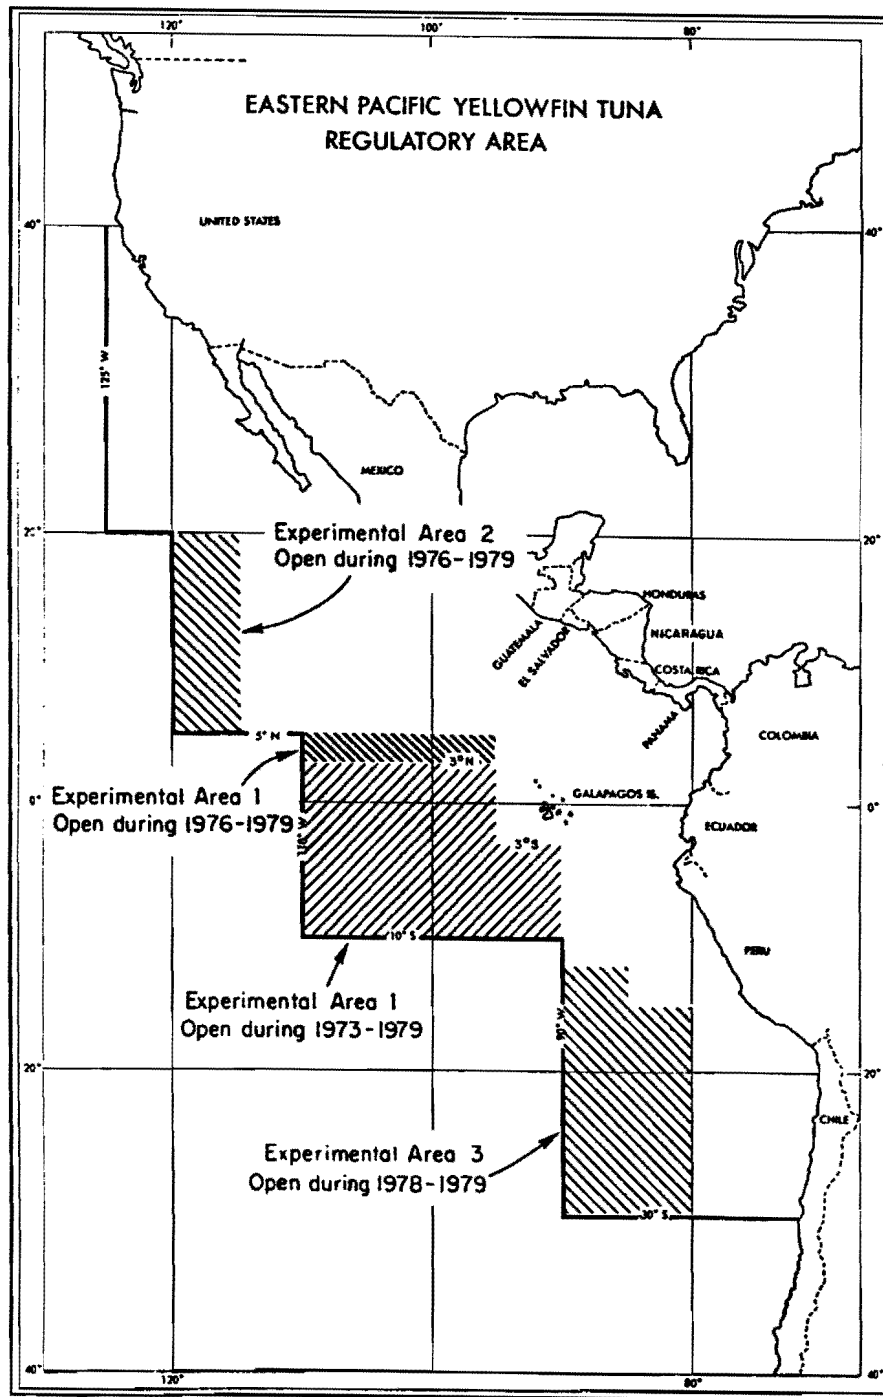 120°
100°
80°
EASTERN PACIFIC YELLOWFIN TUNA
REGULATORY AREA
UNITED STATES
40°
40°
125° W
MEXICO
20°
20°
Experimental Area 2
Open during 1976-1979
HONDURAS
GUATEMALA
EL SALVADOR
NICARAGUA
COSTA RICA
PANAMA
5° N
COLOMBIA
3° N
Experimental Area 1
Open during 1976-1979
0°
0°
GALAPAGOS IS.
110° W
ECUADOR
3° S
10° S
PERU
Experimental Area 1
Open during 1973-1979
90° W
20°
20°
CHILE
Experimental Area 3
Open during 1978-1979
30° S
40°
40°
120°
80°